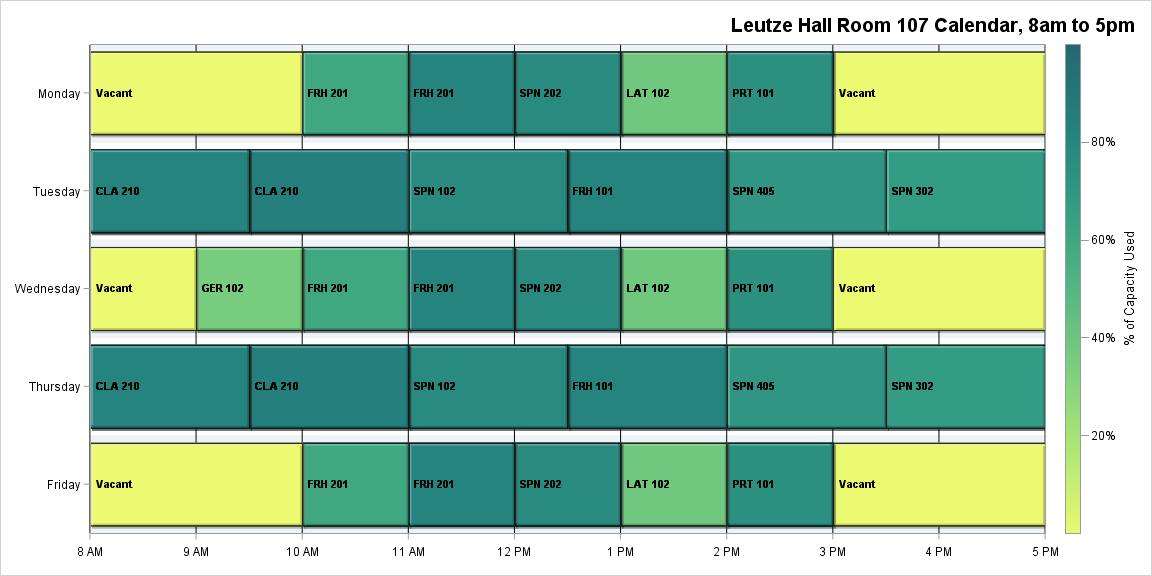 Leutze Hall Room 107 Calendar, 8am to 5pm
Monday
Vacant
FRH 201
FRH 201
SPN 202
LAT 102
PRT 101
Vacant
Tuesday
CLA 210
CLA 210
SPN 102
FRH 101
SPN 405
SPN 302
Wednesday
Vacant
GER 102
FRH 201
FRH 201
SPN 202
LAT 102
PRT 101
Vacant
Thursday
CLA 210
CLA 210
SPN 102
FRH 101
SPN 405
SPN 302
Friday
Vacant
FRH 201
FRH 201
SPN 202
LAT 102
PRT 101
Vacant
8 AM
9 AM
10 AM
11 AM
12 PM
1 PM
2 PM
3 PM
4 PM
5 PM
80%
60%
40%
20%
% of Capacity Used